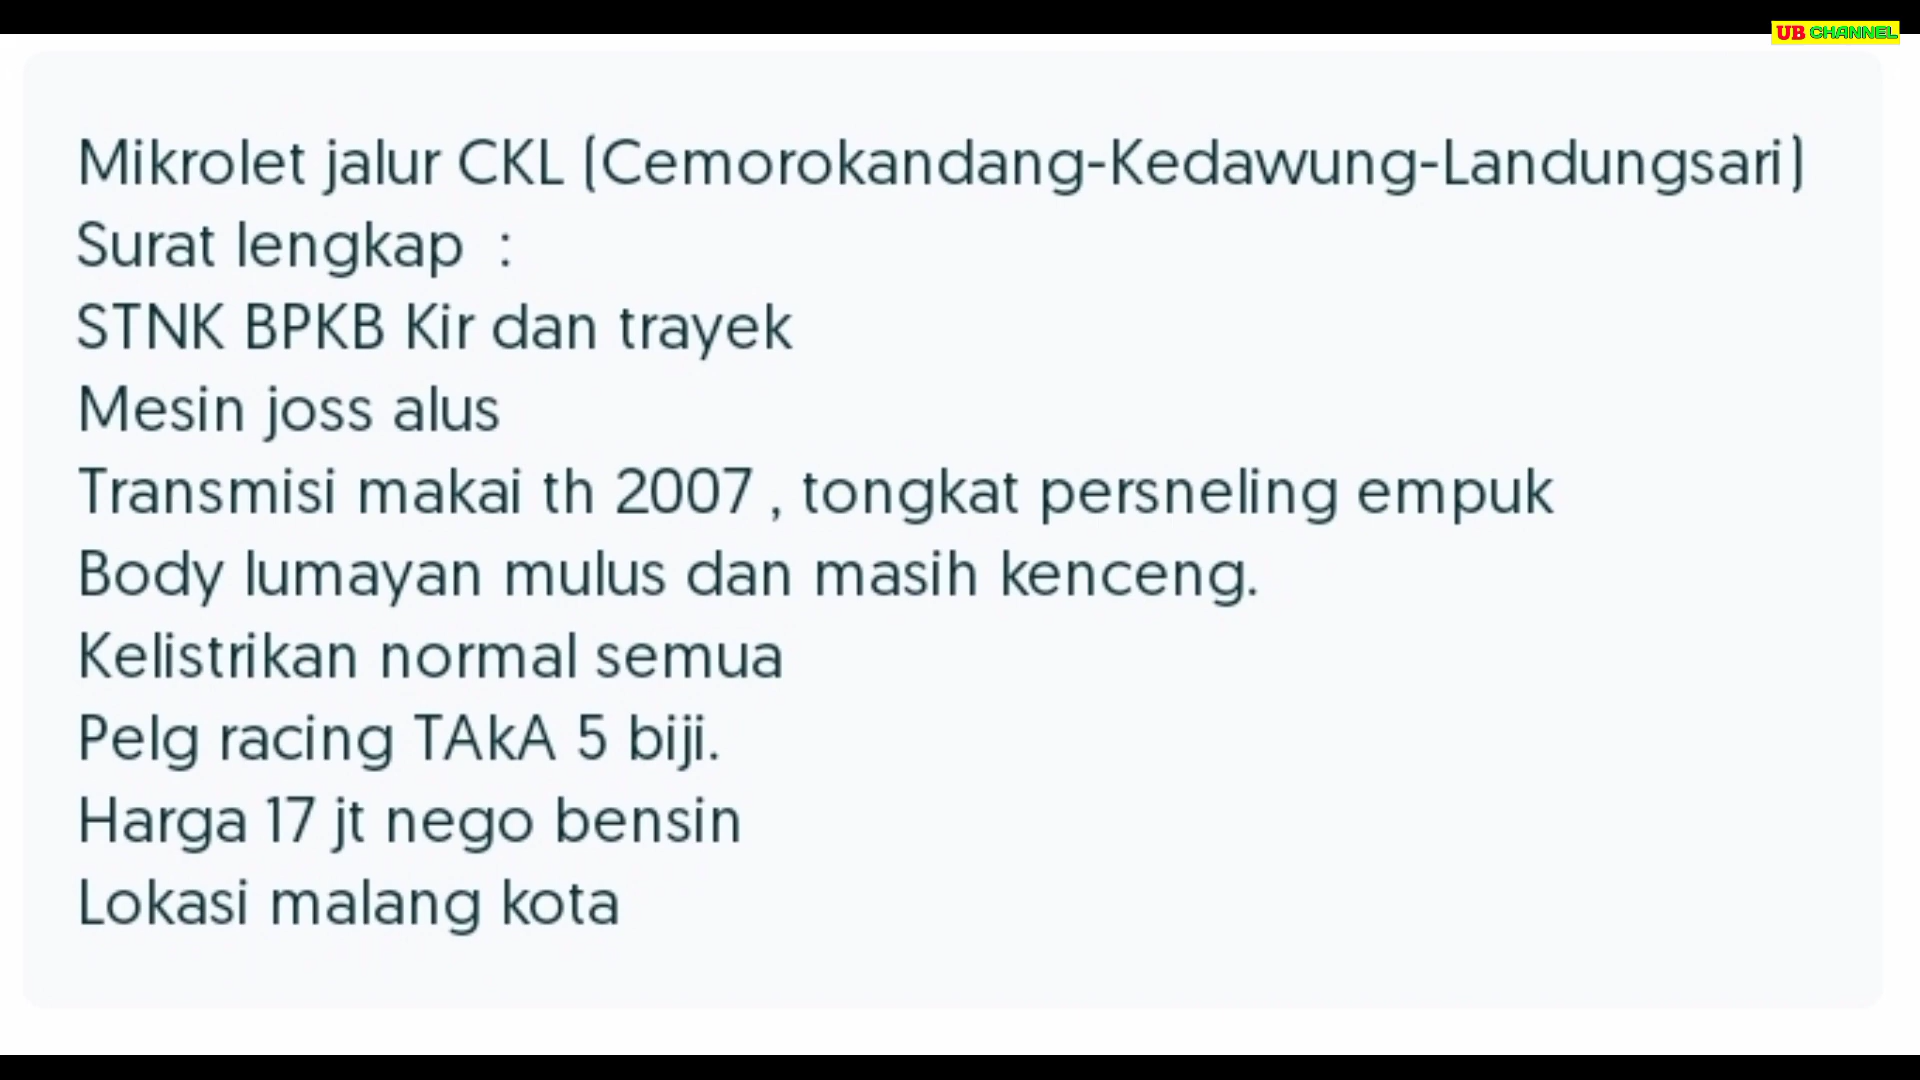 UB CHANNEL
Mikrolet jalur CKL (Cemorokandang-Kedawung-Landungsari)
Surat lengkap  :
STNK BPKB Kir dan trayek
Mesin joss alus
Transmisi makai th 2007 , tongkat persneling empuk
Body lumayan mulus dan masih kenceng.
Kelistrikan normal semua
Pelg racing TAkA 5 biji.
Harga 17 jt nego bensin
Lokasi malang kota